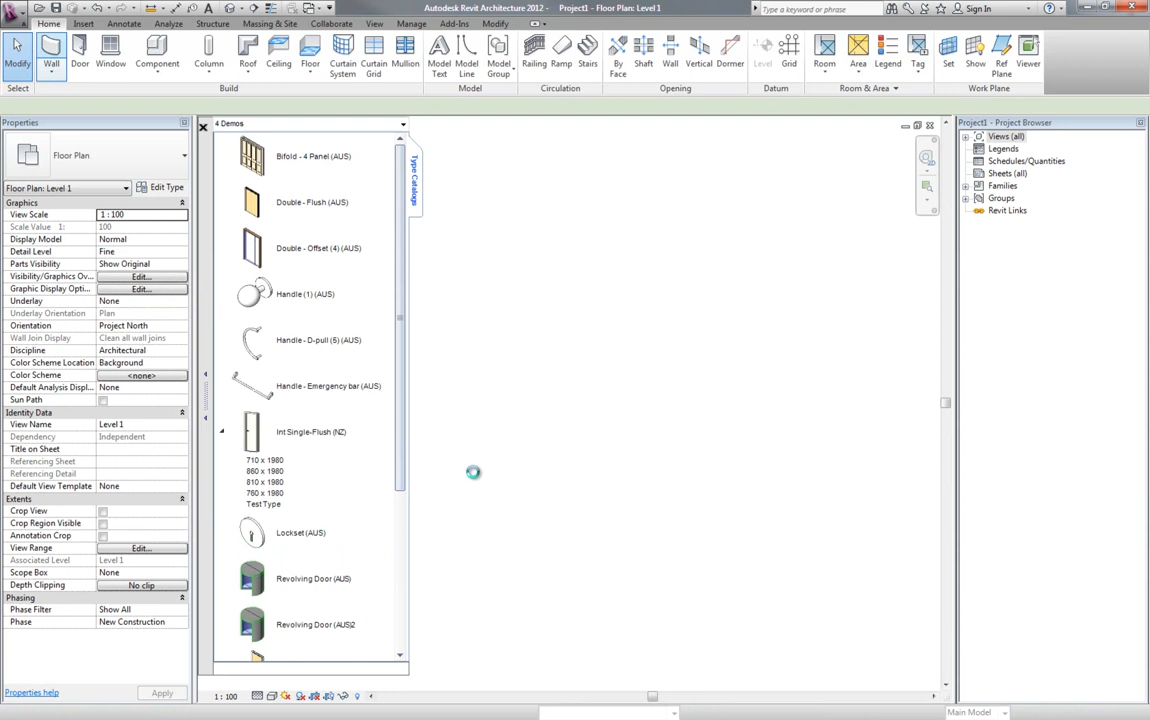 Autodesk Revit Architecture 2012 - Project1 - Floor Plan: Level 1
Type a keyword or phrase
Sign In
Home Insert Annotate Analyze Structure Massing & Site Collaborate View Manage Add-Ins Modify
Modify Wall Door Window Component Column Roof Ceiling Floor Curtain System Curtain Grid Mullion Model Text Model Line Model Group Railing Ramp Stairs By Face Shaft Wall Vertical Dormer Level Grid Room Area Legend Tag Set Show Ref Plane Viewer
Select Build Model Circulation Opening Datum Room & Area Work Plane
Properties
Floor Plan
Floor Plan: Level 1 Edit Type
Graphics
View Scale 1 : 100
Scale Value 1: 100
Display Model Normal
Detail Level Fine
Parts Visibility Show Original
Visibility/Graphics Ov... Edit...
Graphic Display Opti... Edit...
Underlay None
Underlay Orientation Plan
Orientation Project North
Wall Join Display Clean all wall joins
Discipline Architectural
Color Scheme Location Background
Color Scheme <none>
Default Analysis Displ... None
Sun Path
Identity Data
View Name Level 1
Dependency Independent
Title on Sheet
Referencing Sheet
Referencing Detail
Default View Template None
Extents
Crop View
Crop Region Visible
Annotation Crop
View Range Edit...
Associated Level Level 1
Scope Box None
Depth Clipping No clip
Phasing
Phase Filter Show All
Phase New Construction
Properties help Apply
4 Demos
Type Catalogs
Bifold - 4 Panel (AUS)
Double - Flush (AUS)
Double - Offset (4) (AUS)
Handle (1) (AUS)
Handle - D-pull (5) (AUS)
Handle - Emergency bar (AUS)
Int Single-Flush (NZ)
710 x 1980
860 x 1980
810 x 1980
760 x 1980
Test Type
Lockset (AUS)
Revolving Door (AUS)
Revolving Door (AUS)2
1 : 100
Project1 - Project Browser
Views (all)
Legends
Schedules/Quantities
Sheets (all)
Families
Groups
Revit Links
Main Model